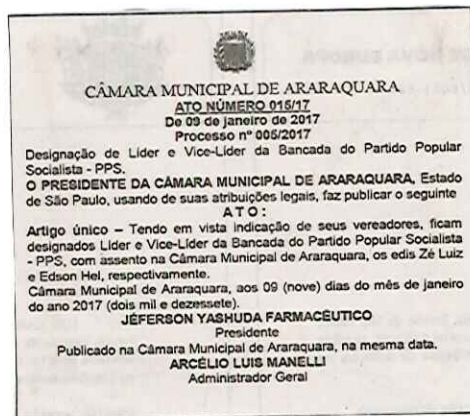 CÂMARA MUNICIPAL DE ARARAQUARA
ATO NÚMERO 015/17
De 09 de janeiro de 2017
Processo nº 005/2017
Designação de Líder e Vice-Líder da Bancada do Partido Popular
Socialista - PPS.
O PRESIDENTE DA CÂMARA MUNICIPAL DE ARARAQUARA, Estado
de São Paulo, usando de suas atribuições legais, faz publicar o seguinte
A T O :
Artigo único – Tendo em vista indicação de seus vereadores, ficam
designados Líder e Vice-Líder da Bancada do Partido Popular Socialista
- PPS, com assento na Câmara Municipal de Araraquara, os edis Zé Luiz
e Edson Hel, respectivamente.
Câmara Municipal de Araraquara, aos 09 (nove) dias do mês de janeiro
do ano 2017 (dois mil e dezessete).
JÉFERSON YASHUDA FARMACÊUTICO
Presidente
Publicado na Câmara Municipal de Araraquara, na mesma data.
ARCÉLIO LUIS MANELLI
Administrador Geral